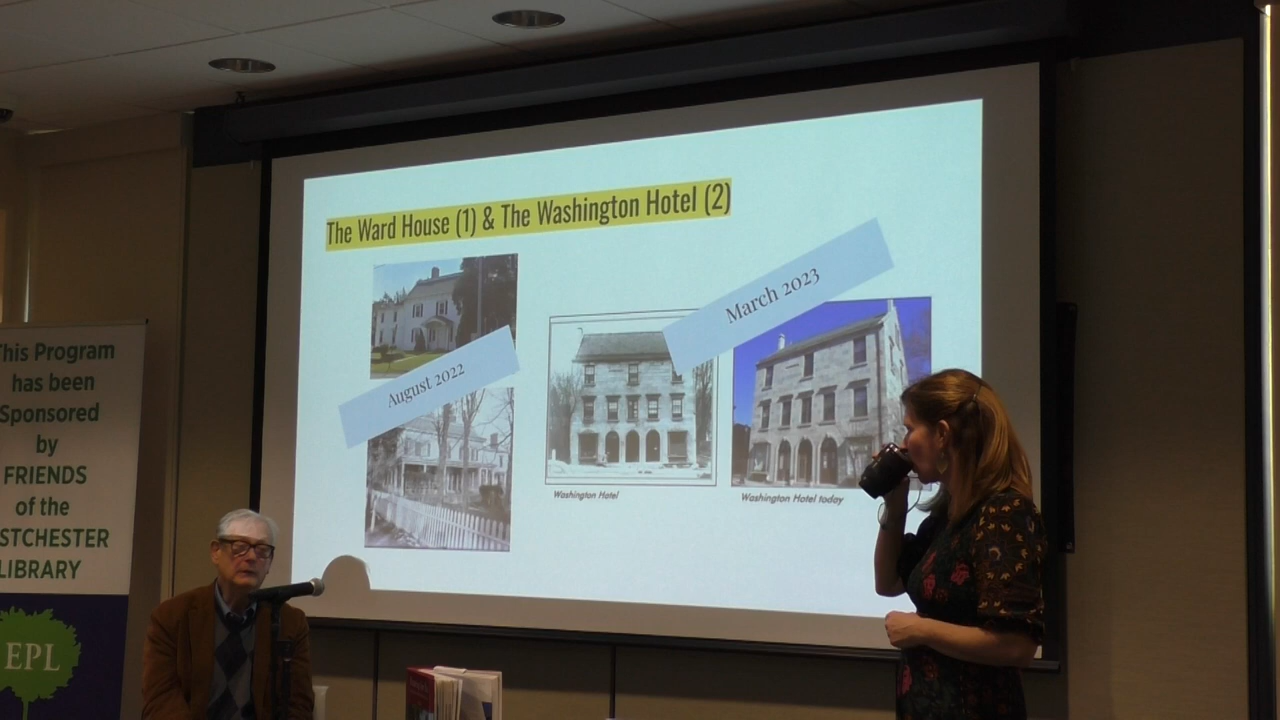 The Ward House (1) & The Washington Hotel (2)
March 2023
August 2022
Washington Hotel
Washington Hotel today
This Program
has been
Sponsored
by
FRIENDS
of the
STCHESTER
LIBRARY
EPL